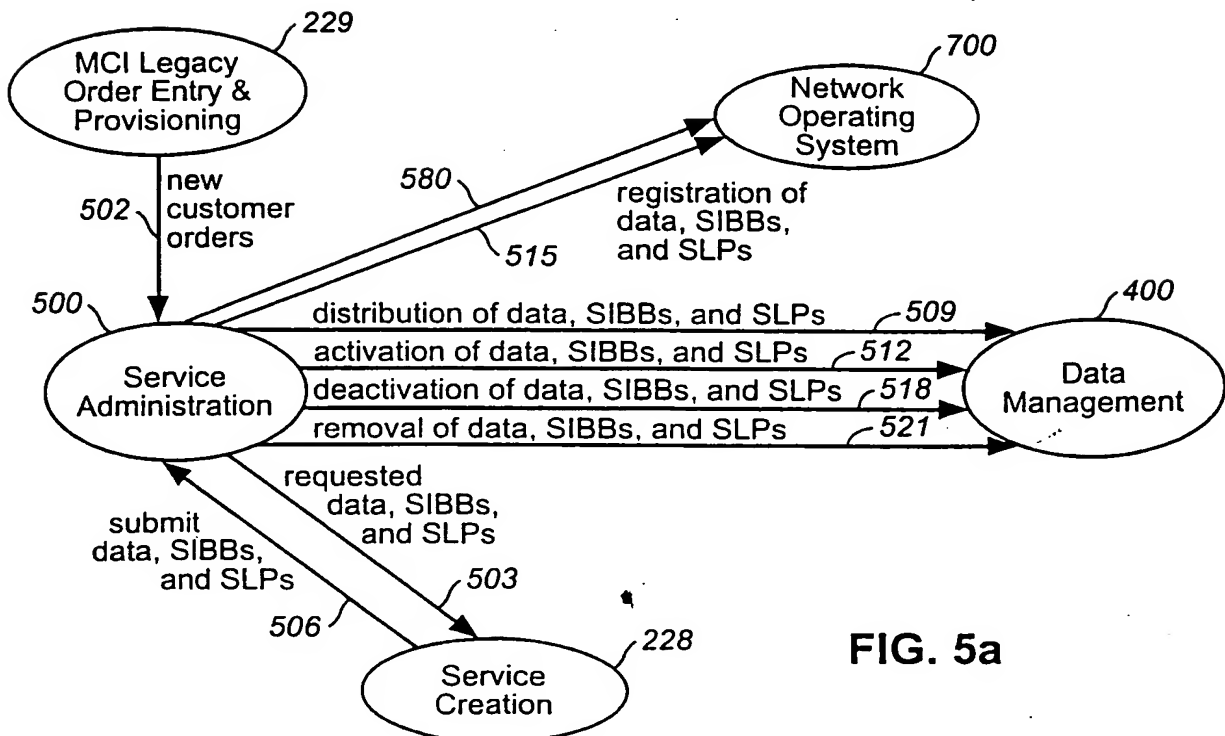 229
MCI Legacy
Order Entry &
Provisioning
700
Network
Operating
System
502
new
customer
orders
580
515
registration of
data, SIBBs,
and SLPs
500
Service
Administration
distribution of data, SIBBs, and SLPs
509
activation of data, SIBBs, and SLPs
512
deactivation of data, SIBBs, and SLPs
518
removal of data, SIBBs, and SLPs
521
400
Data
Management
requested
data, SIBBs,
and SLPs
503
submit
data, SIBBs,
and SLPs
506
228
Service
Creation
FIG. 5a